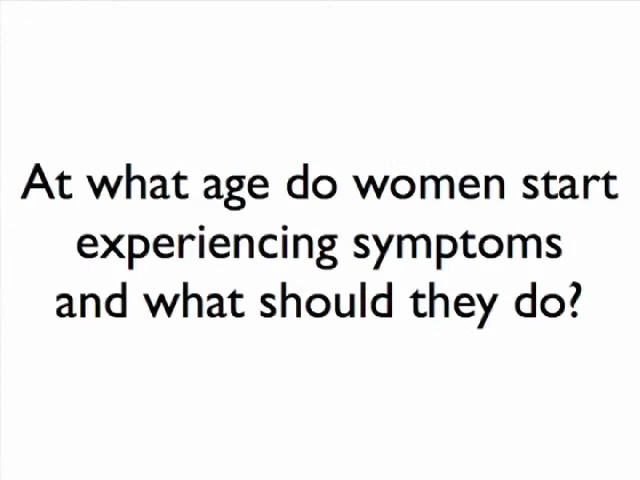 At what age do women start
experiencing symptoms
and what should they do?